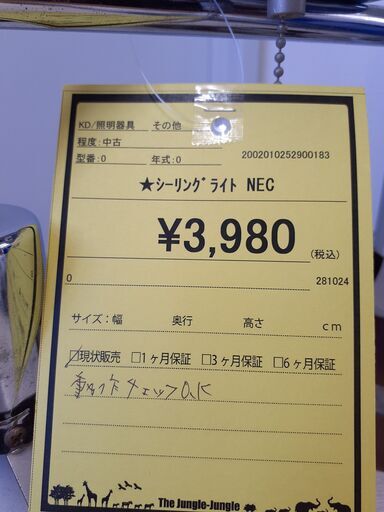 KD/照明器具 その他
程度:中古
型番:0 年式:0 2002010252900183
★シーリングﾞライト NEC
¥3,980 (税込)
0 281024
サイズ:幅 奥行 高さ cm
☑現状販売 □1ヶ月保証 □3ヶ月保証 □6ヶ月保証
動作チェックO.K
The Jungle-Jungle